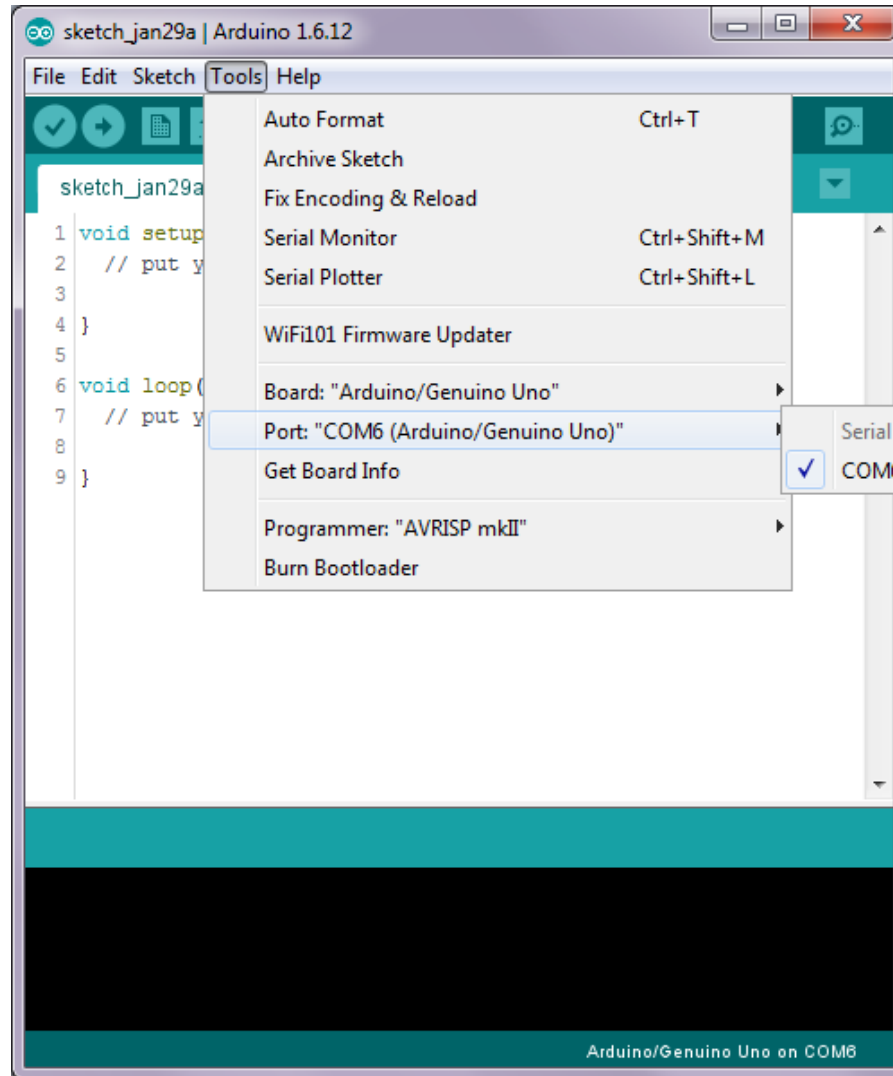 sketch_jan29a | Arduino 1.6.12
File Edit Sketch Tools Help
sketch_jan29a
Auto Format Ctrl+T
Archive Sketch
Fix Encoding & Reload
Serial Monitor Ctrl+Shift+M
Serial Plotter Ctrl+Shift+L
WiFi101 Firmware Updater
Board: "Arduino/Genuino Uno"
Port: "COM6 (Arduino/Genuino Uno)"
Get Board Info
Programmer: "AVRISP mkII"
Burn Bootloader
Serial
1 void setup
2 // put y
3
4 }
5
6 void loop(
7 // put y
8
9 }
Arduino/Genuino Uno on COM6